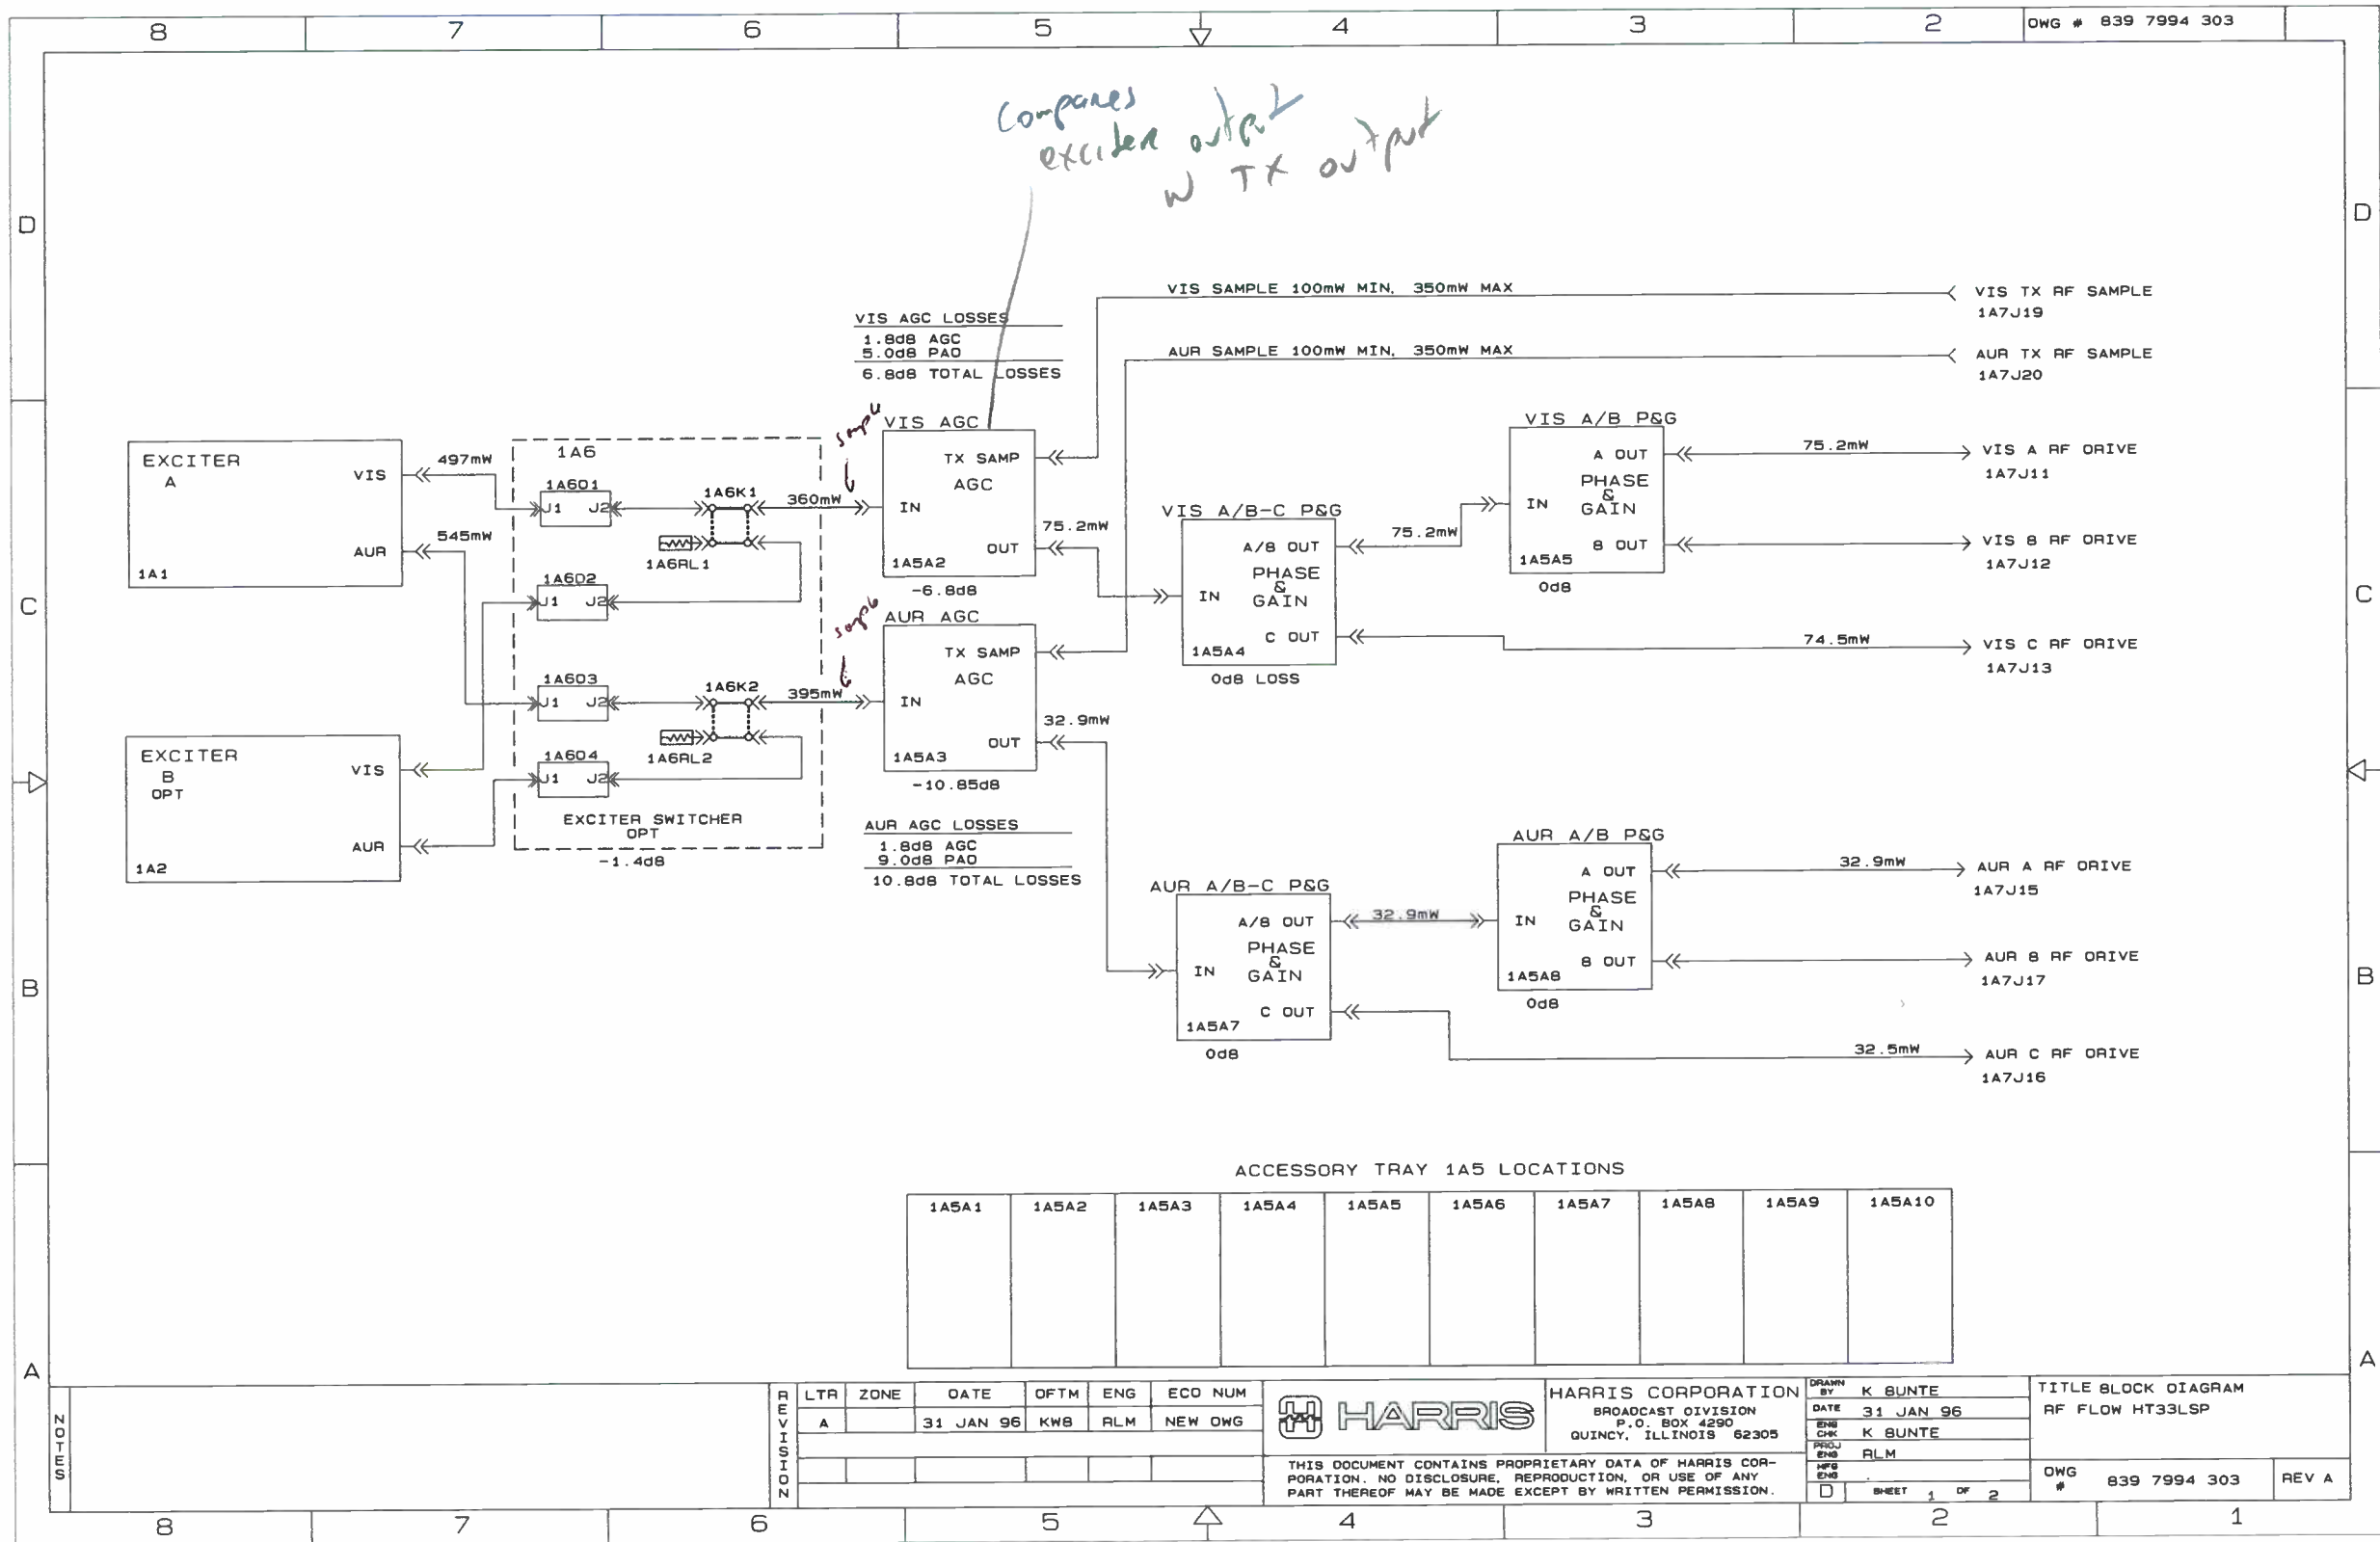 8 7 6 5 4 3 2 DWG # 839 7994 303
Compares
exciter output
w TX output
D D
VIS SAMPLE 100mW MIN, 350mW MAX
VIS TX RF SAMPLE
1A7J19
AUR SAMPLE 100mW MIN, 350mW MAX
AUR TX RF SAMPLE
1A7J20
VIS AGC LOSSES
1.8dB AGC
5.0dB PAD
6.8dB TOTAL LOSSES
EXCITER
A
VIS
AUR
1A1
497mW
545mW
1A6
1A6D1
J1 J2
1A6K1
1A6RL1
1A6D2
J1 J2
1A6D3
J1 J2
1A6K2
1A6RL2
1A6D4
J1 J2
EXCITER SWITCHER
OPT
-1.4dB
EXCITER
B
OPT
VIS
AUR
1A2
sample
360mW
VIS AGC
TX SAMP
AGC
IN
OUT
1A5A2
-6.8dB
75.2mW
sample
395mW
AUR AGC
TX SAMP
AGC
IN
OUT
1A5A3
-10.85dB
32.9mW
AUR AGC LOSSES
1.8dB AGC
9.0dB PAD
10.8dB TOTAL LOSSES
VIS A/B-C P&G
A/B OUT
PHASE
&
GAIN
IN
C OUT
1A5A4
0dB LOSS
75.2mW
VIS A/B P&G
A OUT
PHASE
&
GAIN
IN
B OUT
1A5A5
0dB
75.2mW
VIS A RF DRIVE
1A7J11
VIS B RF DRIVE
1A7J12
74.5mW
VIS C RF DRIVE
1A7J13
C C
AUR A/B-C P&G
A/B OUT
PHASE
&
GAIN
IN
C OUT
1A5A7
0dB
32.9mW
AUR A/B P&G
A OUT
PHASE
&
GAIN
IN
B OUT
1A5A8
0dB
32.9mW
AUR A RF DRIVE
1A7J15
AUR B RF DRIVE
1A7J17
32.5mW
AUR C RF DRIVE
1A7J16
B B
ACCESSORY TRAY 1A5 LOCATIONS
1A5A1 1A5A2 1A5A3 1A5A4 1A5A5 1A5A6 1A5A7 1A5A8 1A5A9 1A5A10
A A
NOTES
REVISION
LTR ZONE DATE DFTM ENG ECO NUM
A 31 JAN 96 KWB RLM NEW DWG
HARRIS
HARRIS CORPORATION
BROADCAST DIVISION
P.O. BOX 4290
QUINCY, ILLINOIS 62305
THIS DOCUMENT CONTAINS PROPRIETARY DATA OF HARRIS COR-
PORATION. NO DISCLOSURE, REPRODUCTION, OR USE OF ANY
PART THEREOF MAY BE MADE EXCEPT BY WRITTEN PERMISSION.
DRAWN BY K BUNTE
DATE 31 JAN 96
ENG CHK K BUNTE
PROJ ENG RLM
MFG ENG
D SHEET 1 OF 2
TITLE BLOCK DIAGRAM
RF FLOW HT33LSP
DWG # 839 7994 303 REV A
8 7 6 5 4 3 2 1